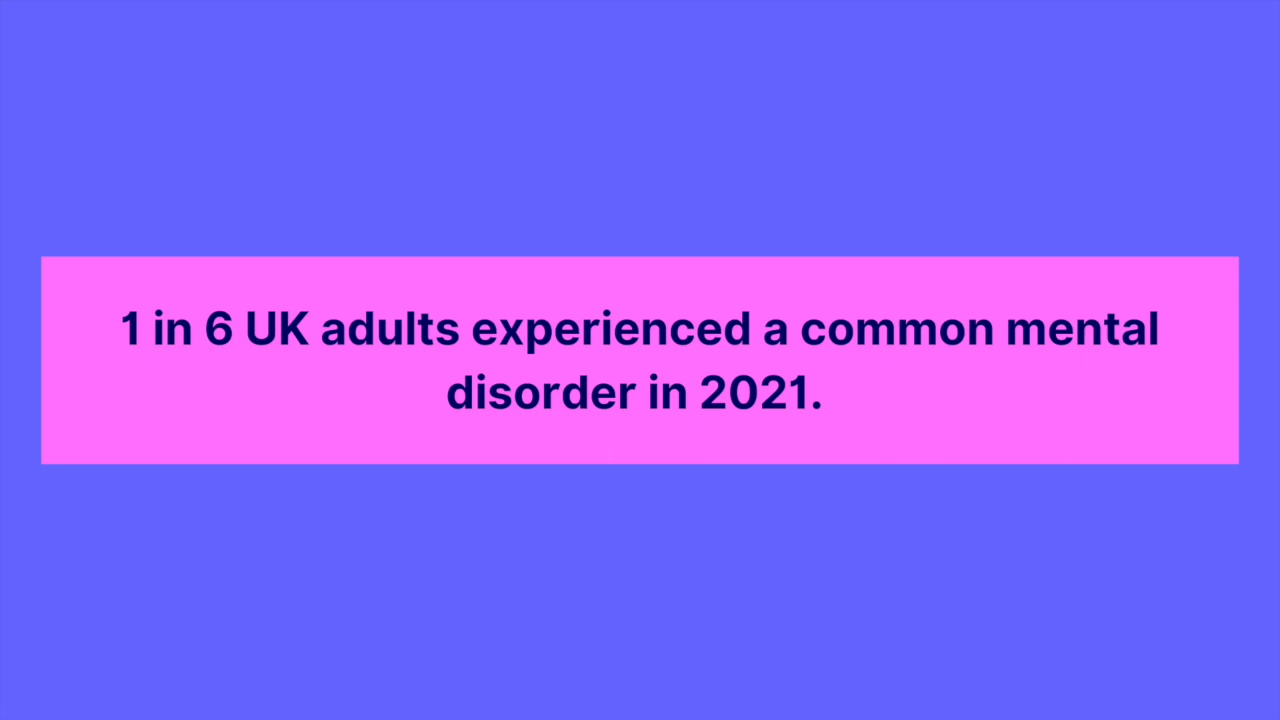 1 in 6 UK adults experienced a common mental
disorder in 2021.